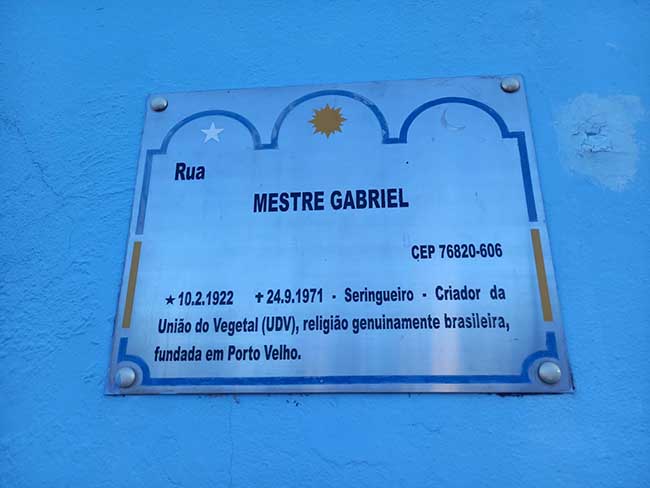 Rua
MESTRE GABRIEL
CEP 76820-606
★10.2.1922 ✝24.9.1971 - Seringueiro - Criador da
União do Vegetal (UDV), religião genuinamente brasileira,
fundada em Porto Velho.